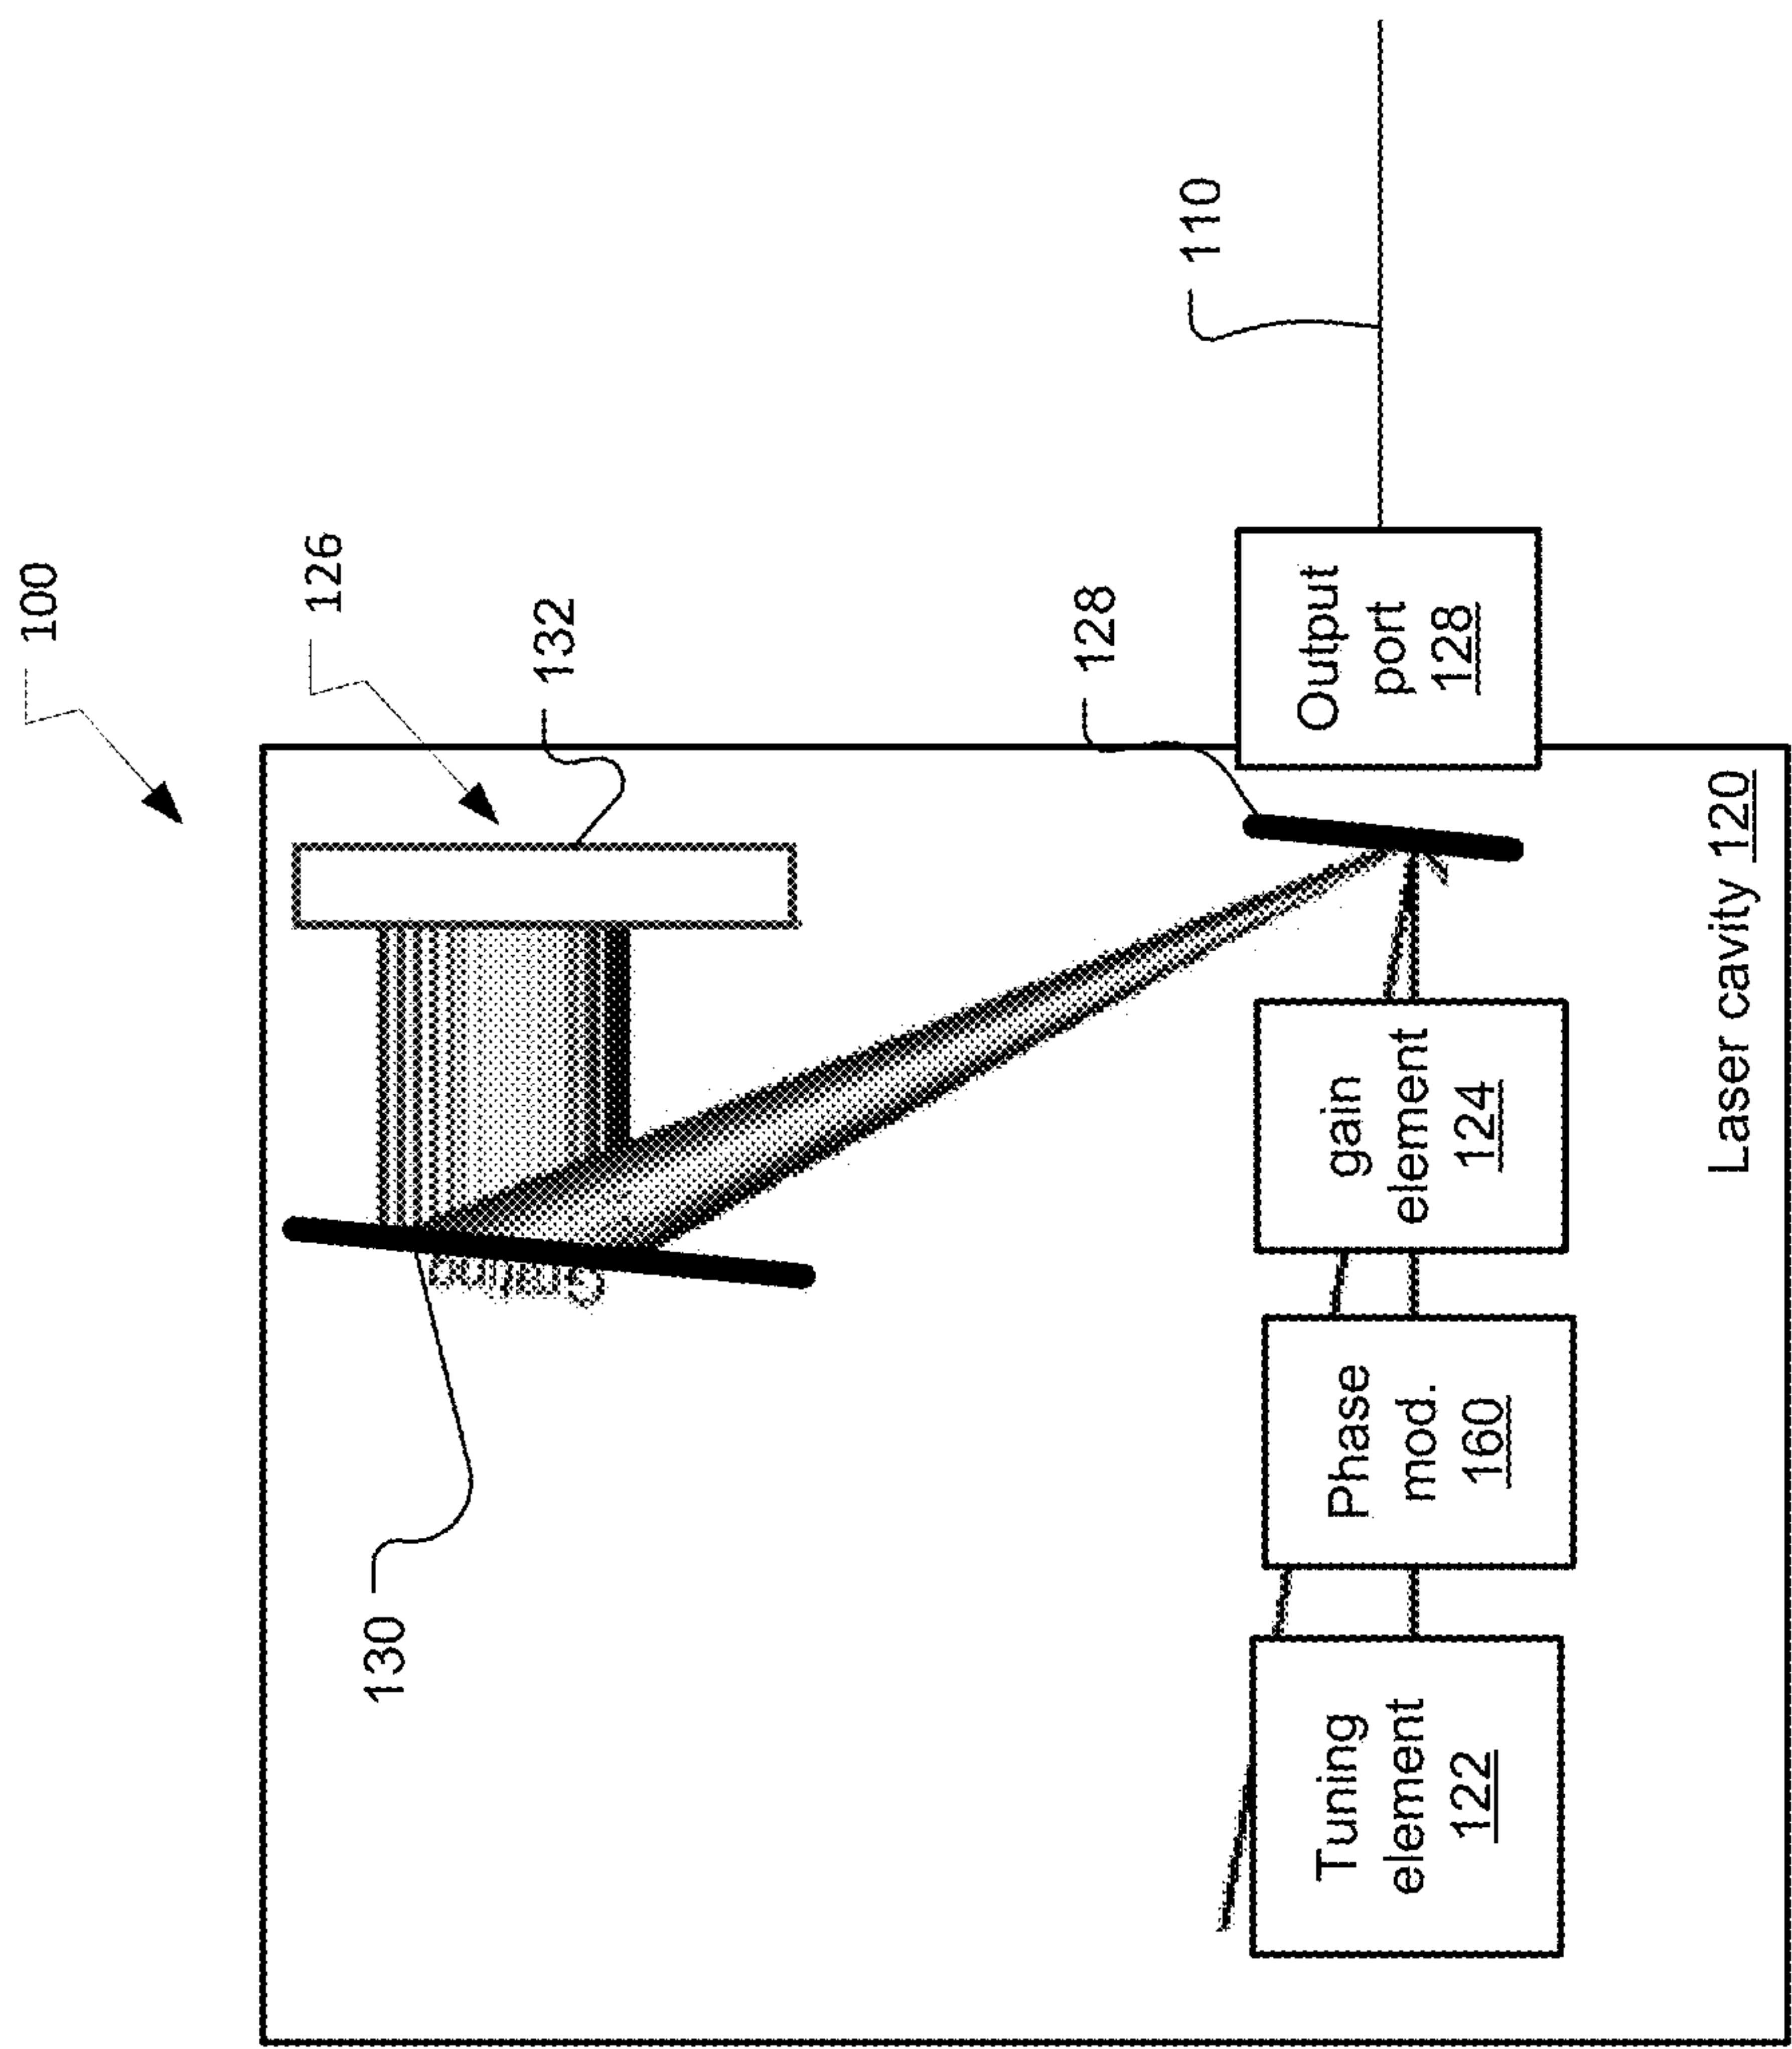 100
126
132
130
128
110
Output
port
128
gain
element
124
Phase
mod.
160
Tuning
element
122
Laser cavity 120